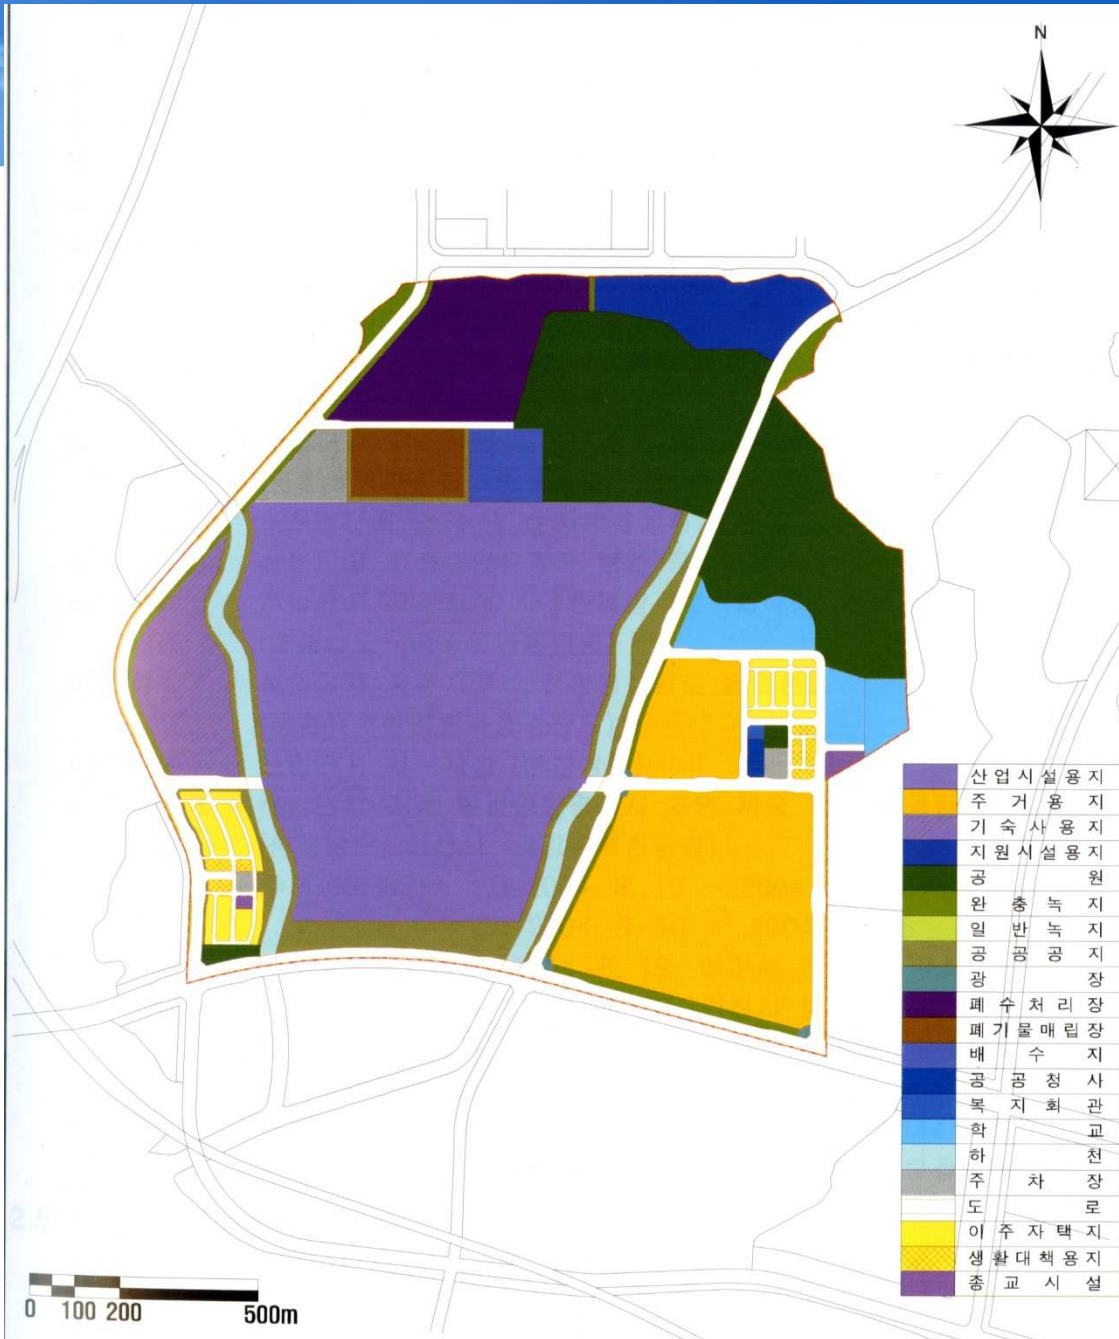 N
산업시설용지
주거용지
기숙사용지
지원시설용지
공원
완충녹지
일반녹지
공공공지
광장
폐수처리장
폐기물매립장
배수지
공공청사
복지회관
학교
하천
주차장
도로
이주자택지
생활대책용지
종교시설
2.5
0 100 200 500m